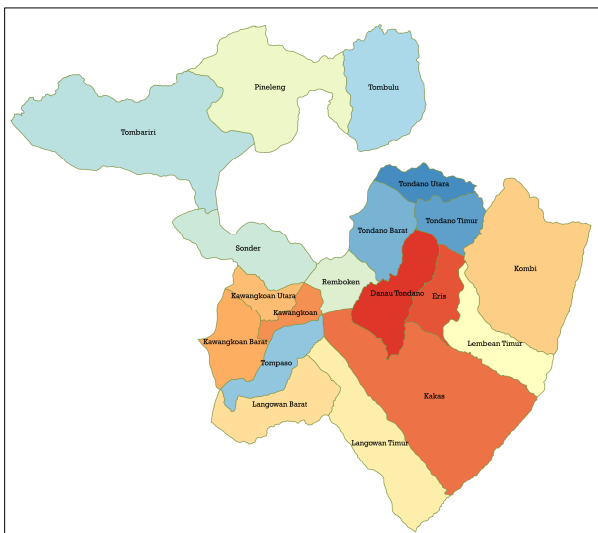 Pineleng
Tombulu
Tombariri
Tondano Utara
Tondano Timur
Tondano Barat
Sonder
Kombi
Remboken
Danau Tondano
Eris
Kawangkoan Utara
Kawangkoan
Kawangkoan Barat
Lembean Timur
Tompaso
Kakas
Langowan Barat
Langowan Timur